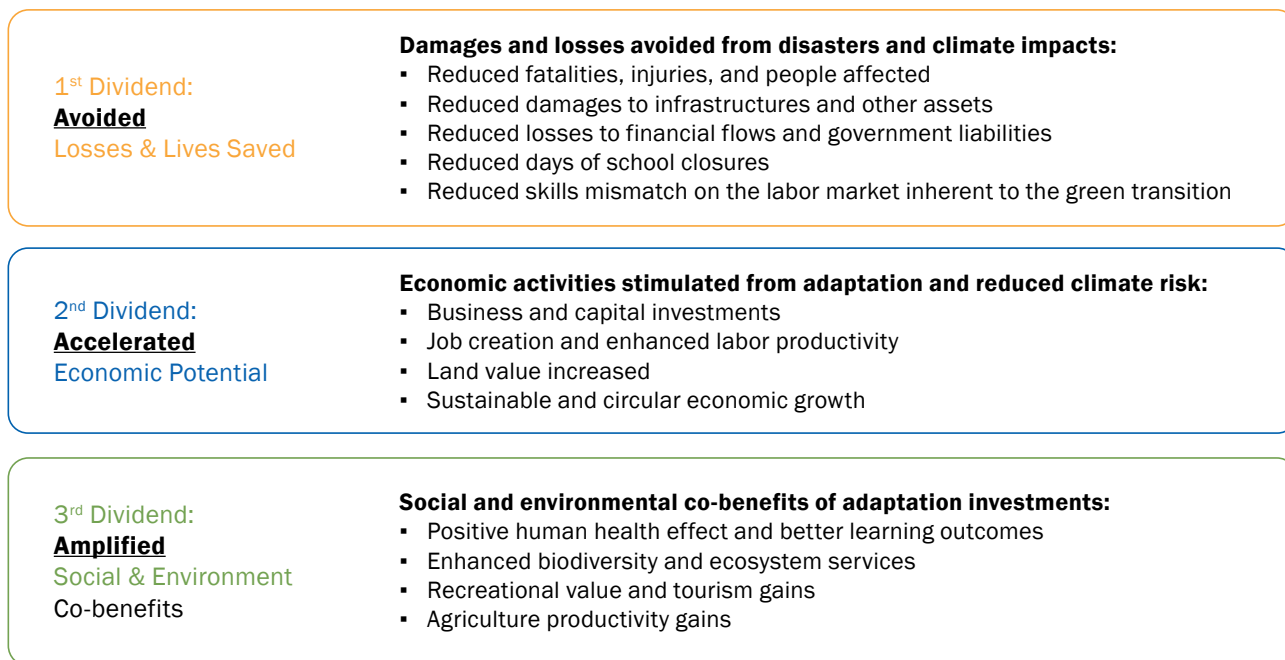 1st Dividend:
Avoided
Losses & Lives Saved
Damages and losses avoided from disasters and climate impacts:
▪ Reduced fatalities, injuries, and people affected
▪ Reduced damages to infrastructures and other assets
▪ Reduced losses to financial flows and government liabilities
▪ Reduced days of school closures
▪ Reduced skills mismatch on the labor market inherent to the green transition
2nd Dividend:
Accelerated
Economic Potential
Economic activities stimulated from adaptation and reduced climate risk:
▪ Business and capital investments
▪ Job creation and enhanced labor productivity
▪ Land value increased
▪ Sustainable and circular economic growth
3rd Dividend:
Amplified
Social & Environment
Co-benefits
Social and environmental co-benefits of adaptation investments:
▪ Positive human health effect and better learning outcomes
▪ Enhanced biodiversity and ecosystem services
▪ Recreational value and tourism gains
▪ Agriculture productivity gains